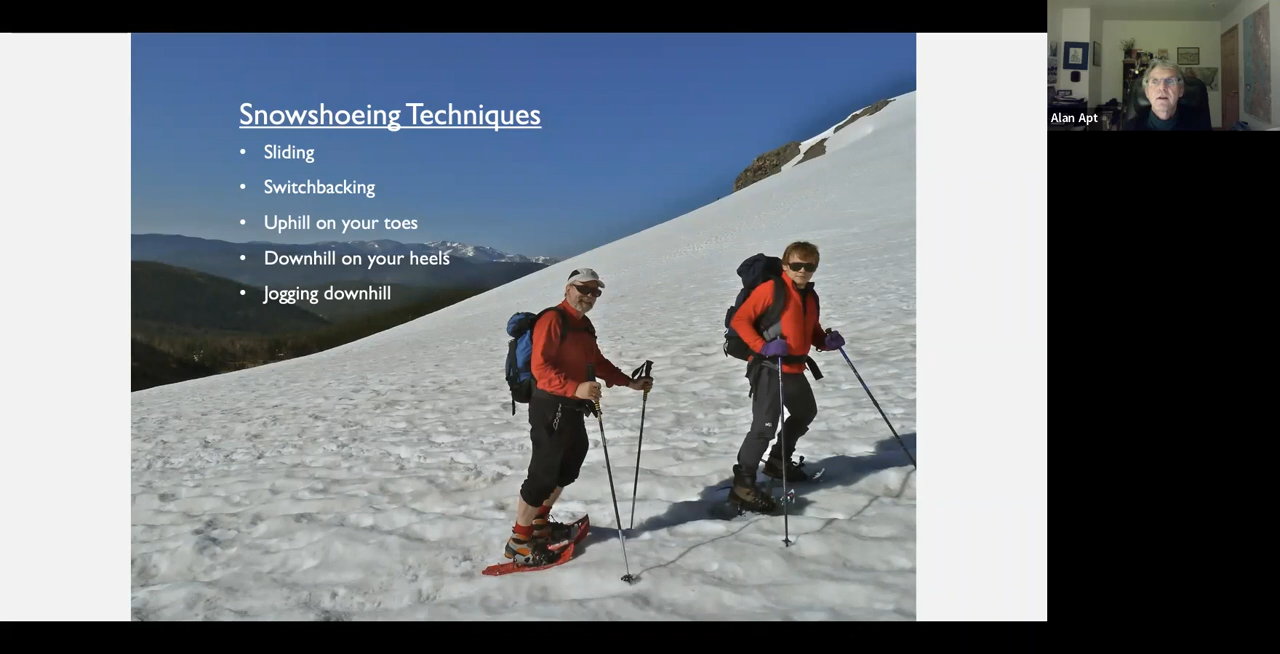 Snowshoeing Techniques
• Sliding
• Switchbacking
• Uphill on your toes
• Downhill on your heels
• Jogging downhill
Alan Apt